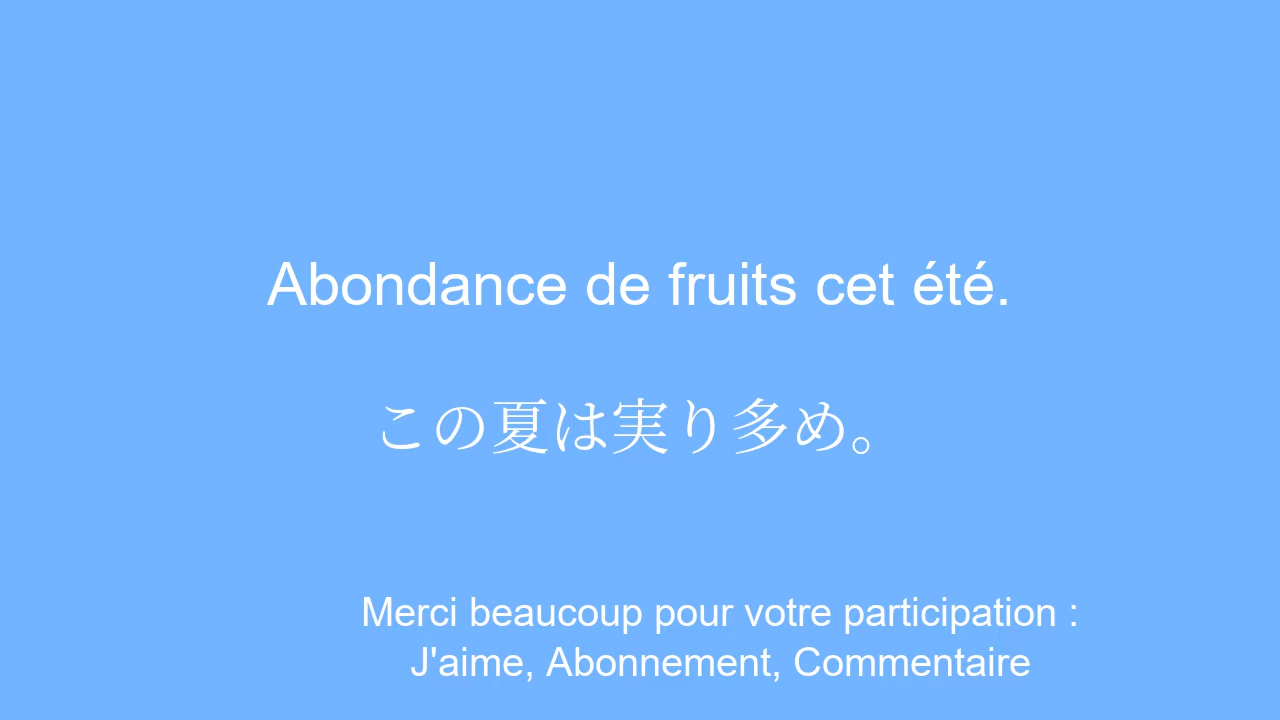 Abondance de fruits cet été.
この夏は実り多め。
Merci beaucoup pour votre participation :
J'aime, Abonnement, Commentaire